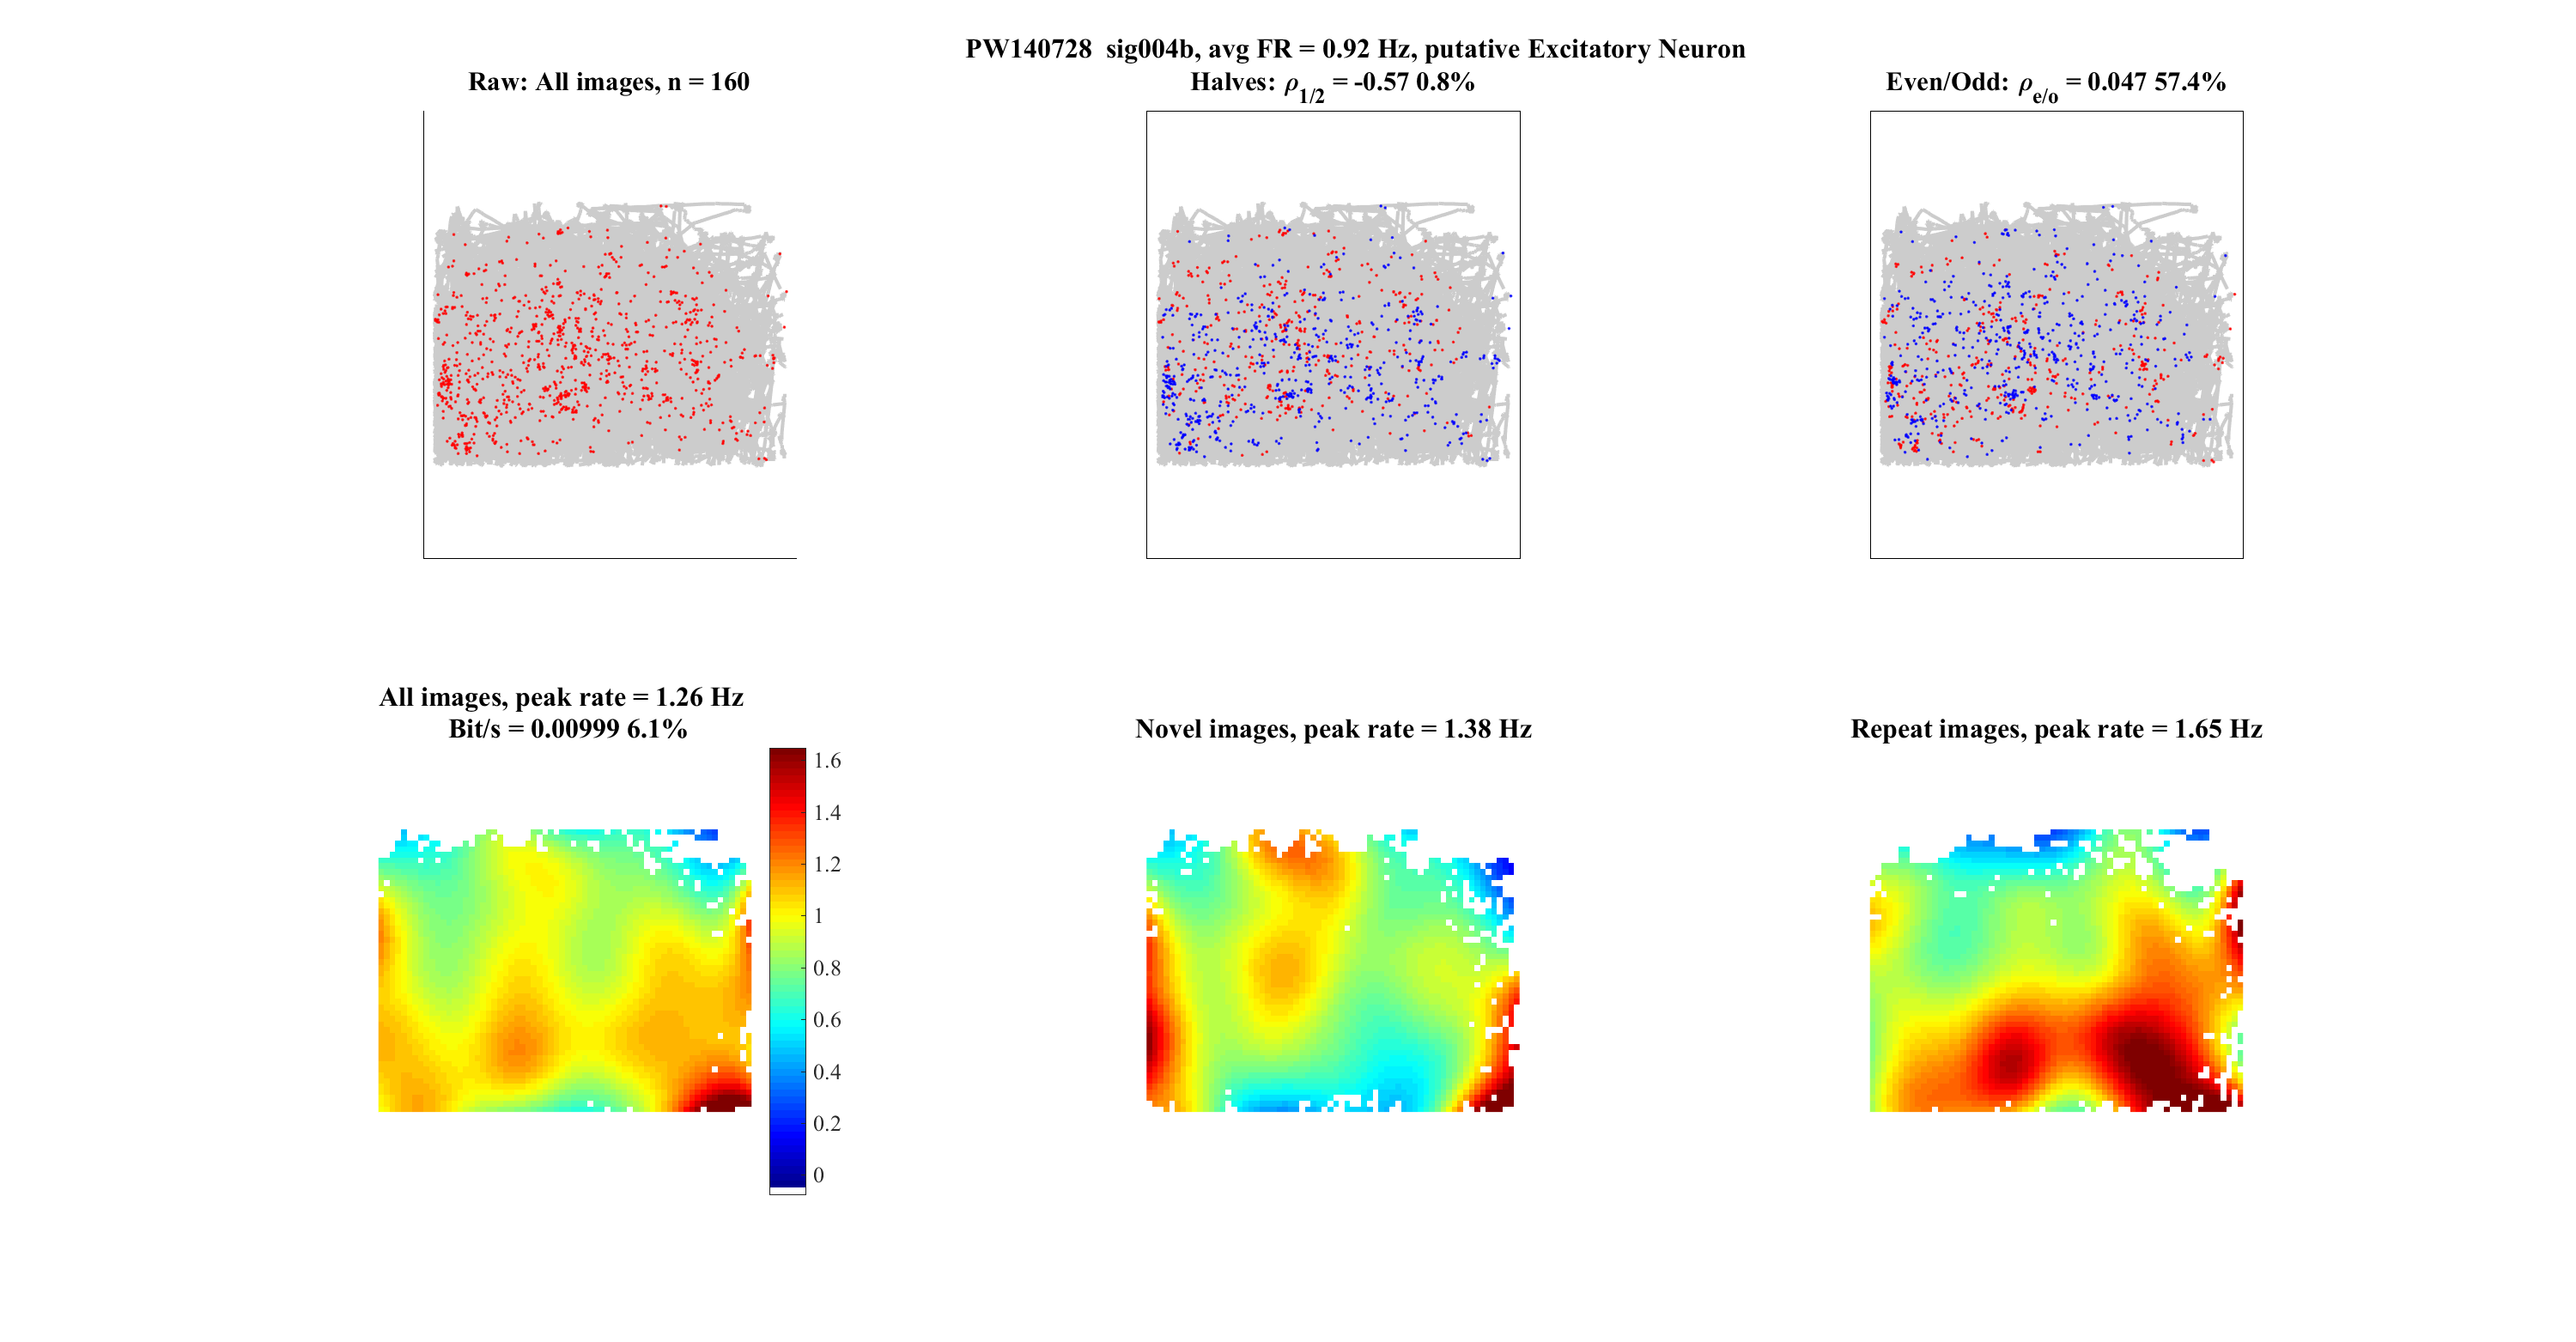 PW140728  sig004b, avg FR = 0.92 Hz, putative Excitatory Neuron
Raw: All images, n = 160
Halves: ρ1/2 = -0.57 0.8%
Even/Odd: ρe/o = 0.047 57.4%
All images, peak rate = 1.26 Hz
Bit/s = 0.00999 6.1%
1.6
1.4
1.2
1
0.8
0.6
0.4
0.2
0
Novel images, peak rate = 1.38 Hz
Repeat images, peak rate = 1.65 Hz